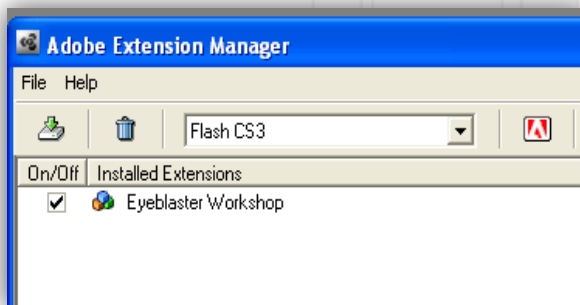 Adobe Extension Manager
File Help
Flash CS3
On/Off Installed Extensions
Eyeblaster Workshop